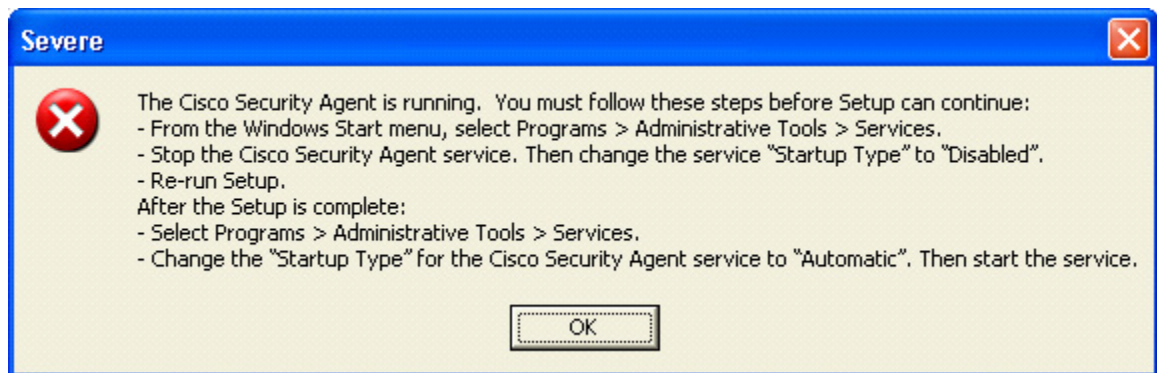 Severe
The Cisco Security Agent is running.  You must follow these steps before Setup can continue:
- From the Windows Start menu, select Programs > Administrative Tools > Services.
- Stop the Cisco Security Agent service. Then change the service “Startup Type” to “Disabled”.
- Re-run Setup.
After the Setup is complete:
- Select Programs > Administrative Tools > Services.
- Change the “Startup Type” for the Cisco Security Agent service to “Automatic”. Then start the service.
OK